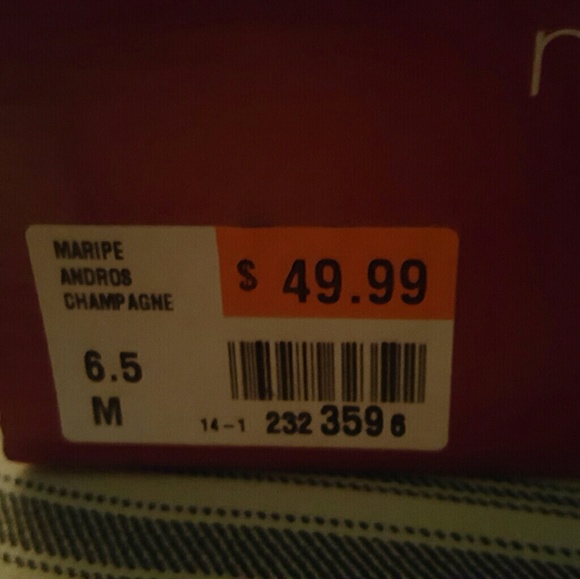 n
MARIPE
ANDROS
CHAMPAGNE
$ 49.99
6.5
M
14-1 232 359 6